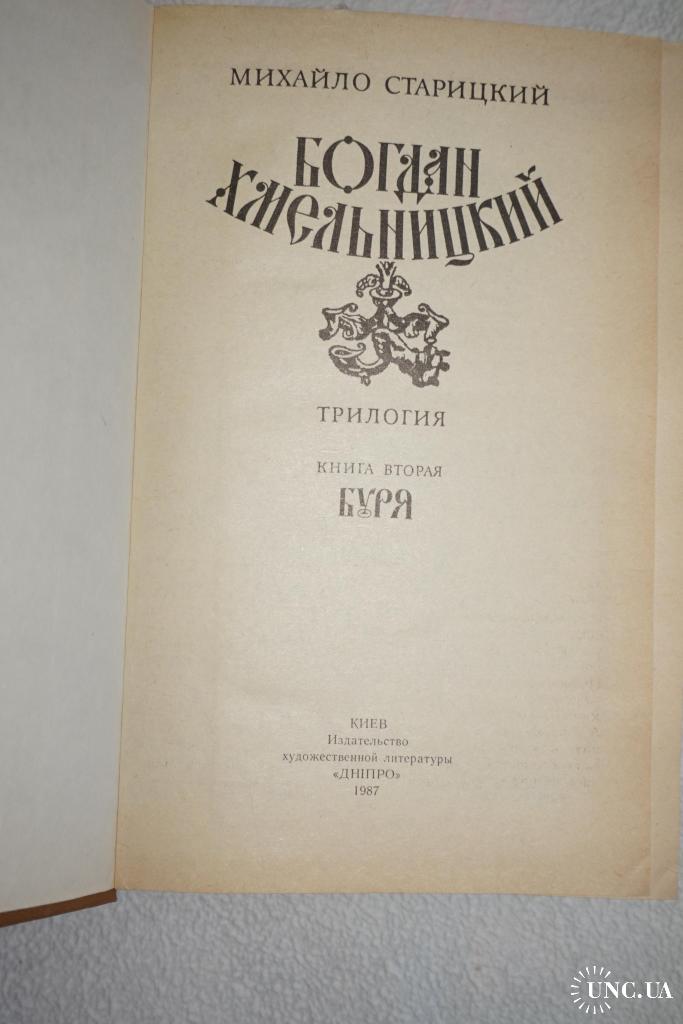 МИХАЙЛО СТАРИЦКИЙ
БОГДАН
ХМЕЛЬНИЦКИЙ
ТРИЛОГИЯ
КНИГА ВТОРАЯ
БУРЯ
КИЕВ
Издательство
художественной литературы
«ДНІПРО»
1987
UNC.UA